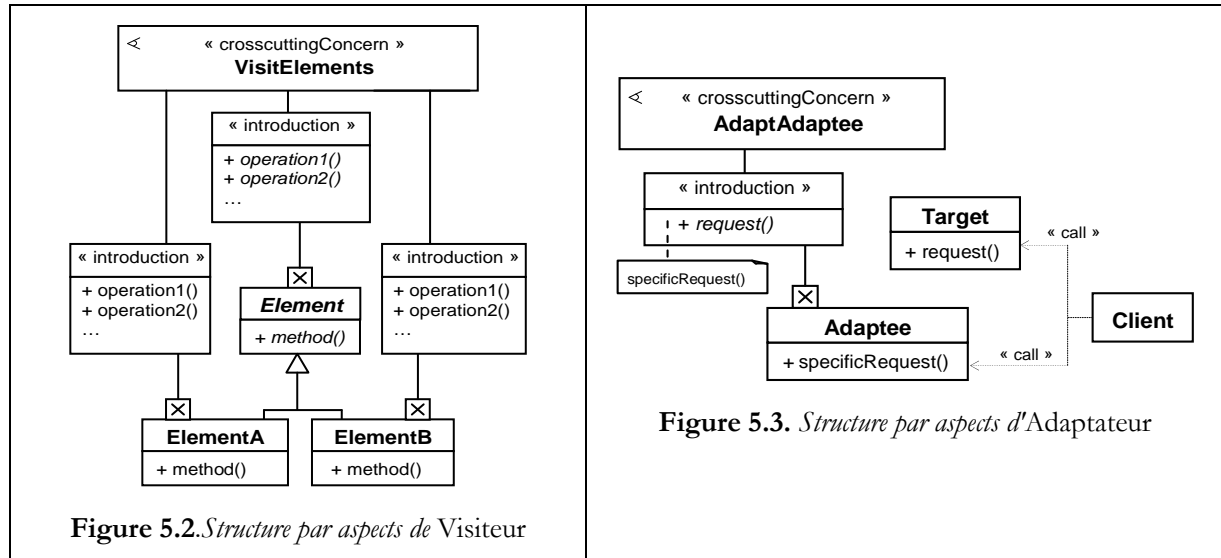 « crosscuttingConcern »
VisitElements
« introduction »
+ operation1()
+ operation2()
…
« introduction »
+ operation1()
+ operation2()
…
« introduction »
+ operation1()
+ operation2()
…
Element
+ method()
ElementA
+ method()
ElementB
+ method()
Figure 5.2.Structure par aspects de Visiteur
« crosscuttingConcern »
AdaptAdaptee
« introduction »
+ request()
specificRequest()
Target
+ request()
« call »
Client
Adaptee
+ specificRequest()
« call »
Figure 5.3. Structure par aspects d'Adaptateur